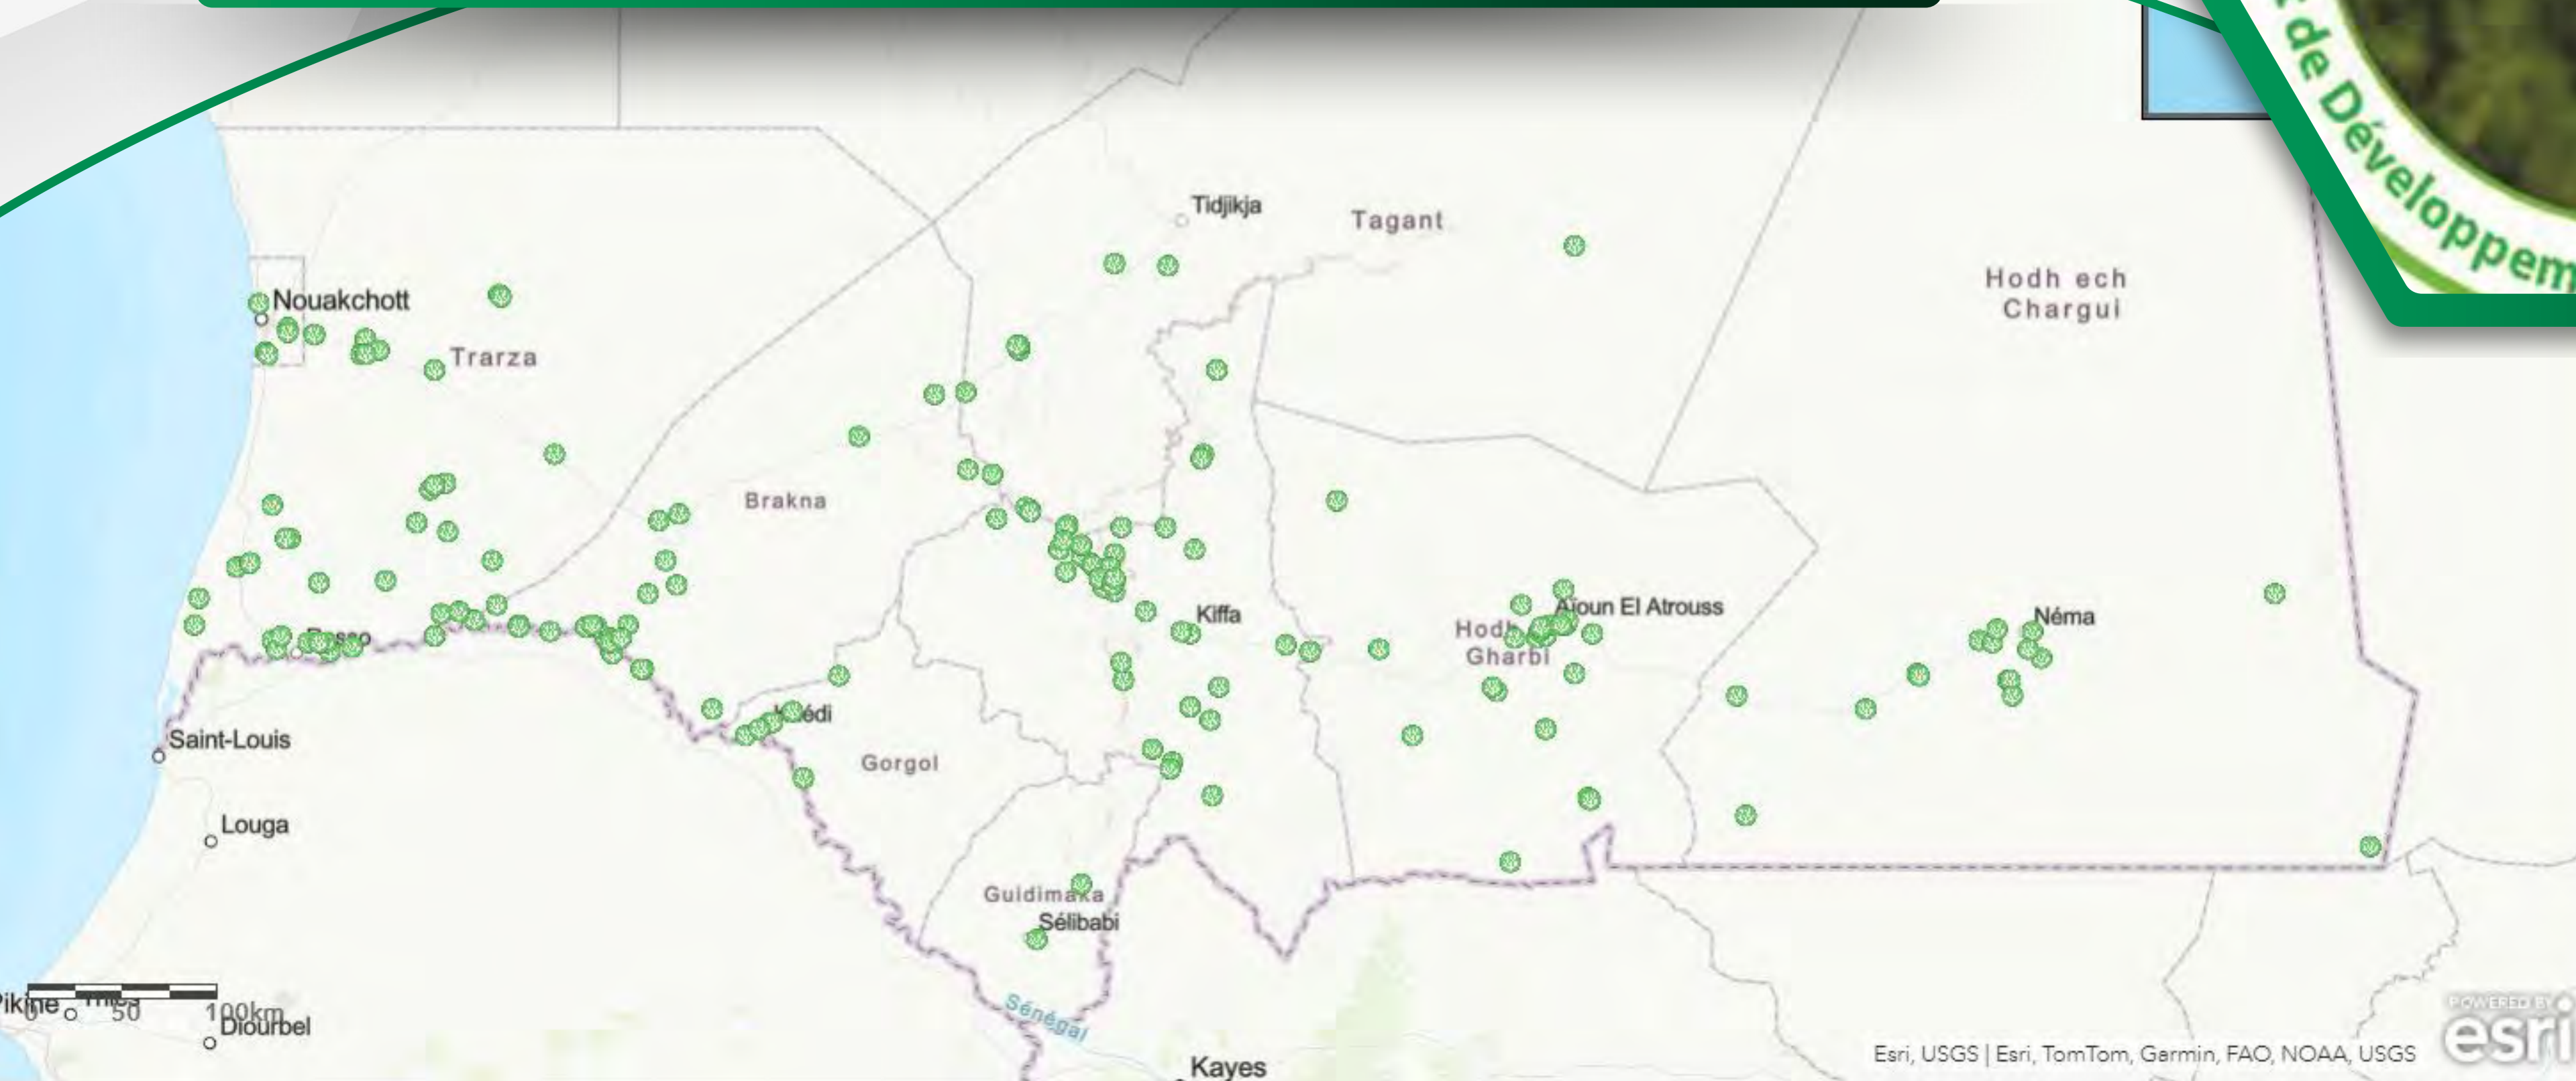 de Développem
Tidjikja
Tagant
Hodh ech
Chargui
Nouakchott
Trarza
Brakna
Kiffa
Aïoun El Atrouss
Hodh
Gharbi
Néma
Saint-Louis
Gorgol
Louga
Guidimaka
Sélibabi
Sénégal
0 50 100km
Diourbel
Kayes
Esri, USGS | Esri, TomTom, Garmin, FAO, NOAA, USGS
POWERED BY
esri